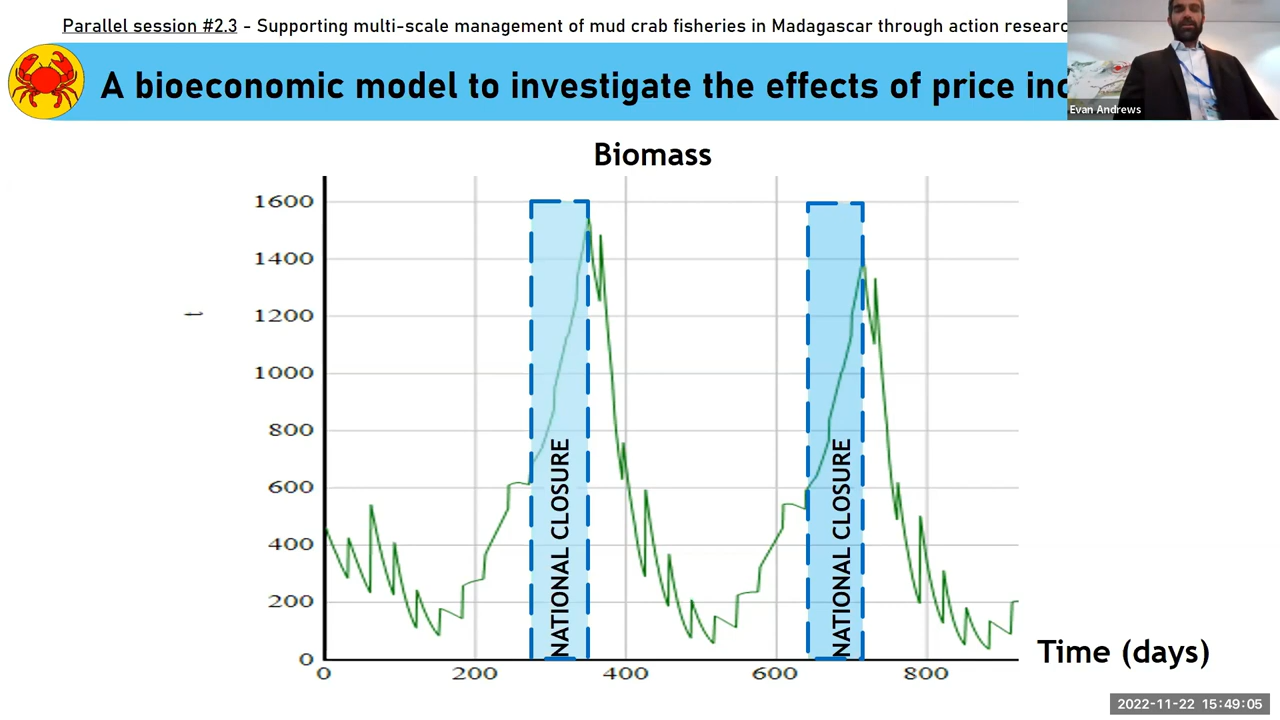 Parallel session #2.3 - Supporting multi-scale management of mud crab fisheries in Madagascar through action
A bioeconomic model to investigate the effects of price
Evan Andrews
Biomass
1600
1400
1200
t
1000
800
600
400
200
0
NATIONAL CLOSURE
NATIONAL CLOSURE
0 200 400 600 800
Time (days)
2022-11-22 15:49:05